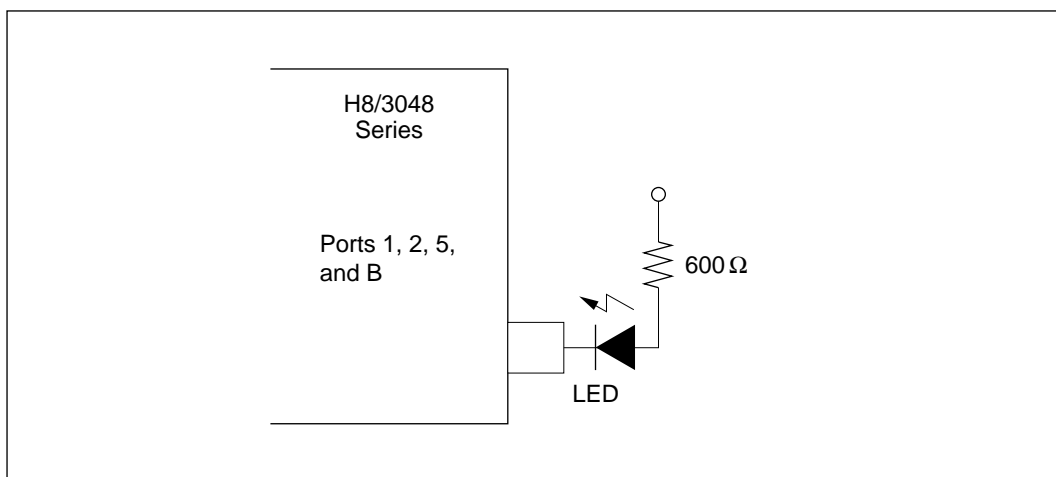 H8/3048
Series
Ports 1, 2, 5,
and B
600 Ω
LED